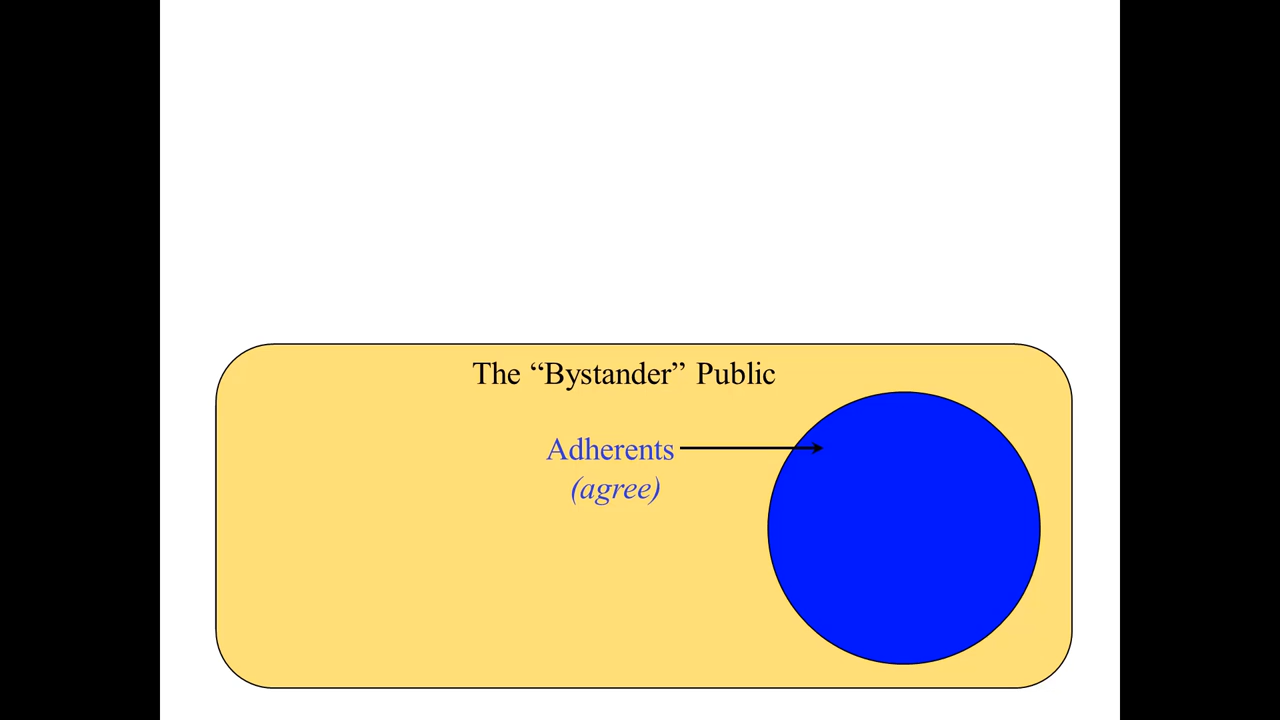 The “Bystander” Public
Adherents
(agree)